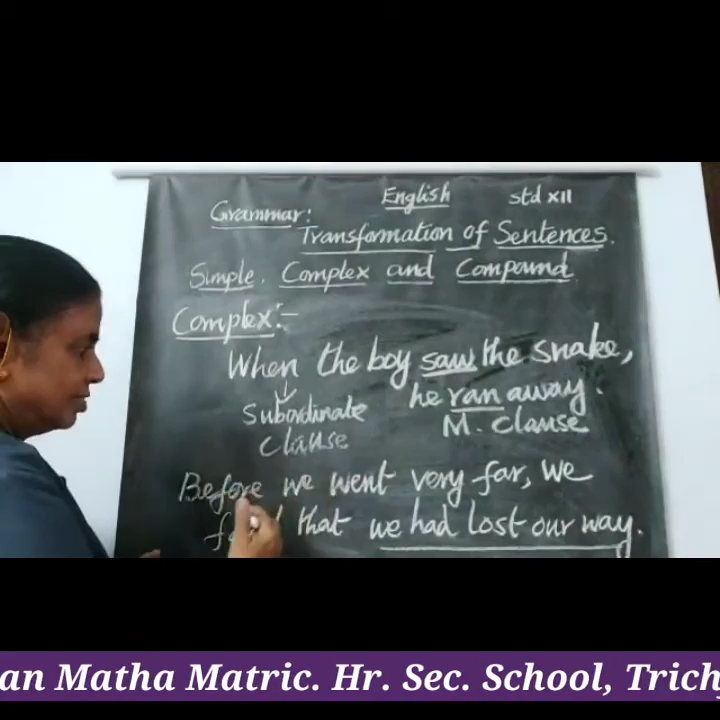 English std XII
Grammar:
Transformation of Sentences.
Simple. Complex and Compound.
Complex:-
When the boy saw the snake,
he ran away.
Subordinate clause
M. clause
Before we went very far, we
that we had lost our way.
an Matha Matric. Hr. Sec. School, Trichy